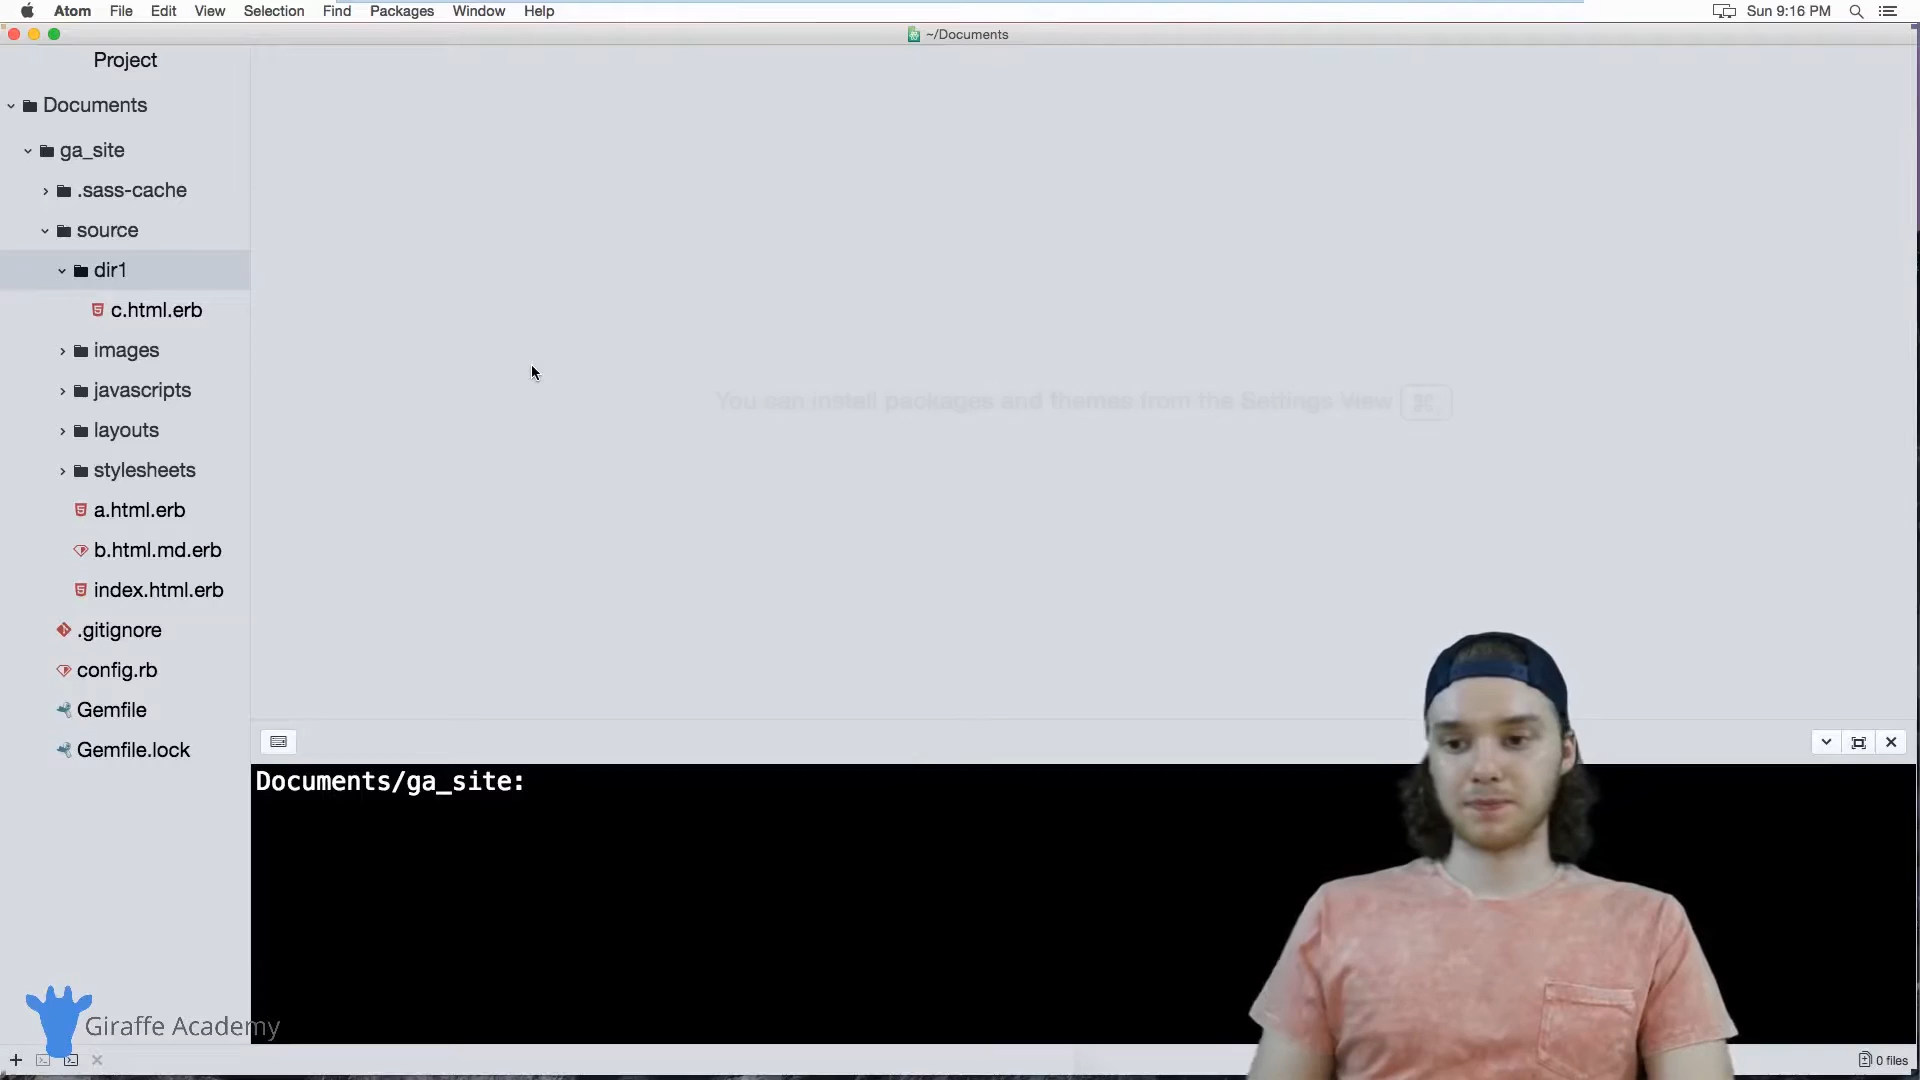 Atom File Edit View Selection Find Packages Window Help Sun 9:16 PM
~/Documents
Project
Documents
ga_site
.sass-cache
source
dir1
c.html.erb
images
javascripts
layouts
stylesheets
a.html.erb
b.html.md.erb
index.html.erb
.gitignore
config.rb
Gemfile
Gemfile.lock
You can install packages and themes from the Settings View ⌘,
Documents/ga_site:
Giraffe Academy
0 files